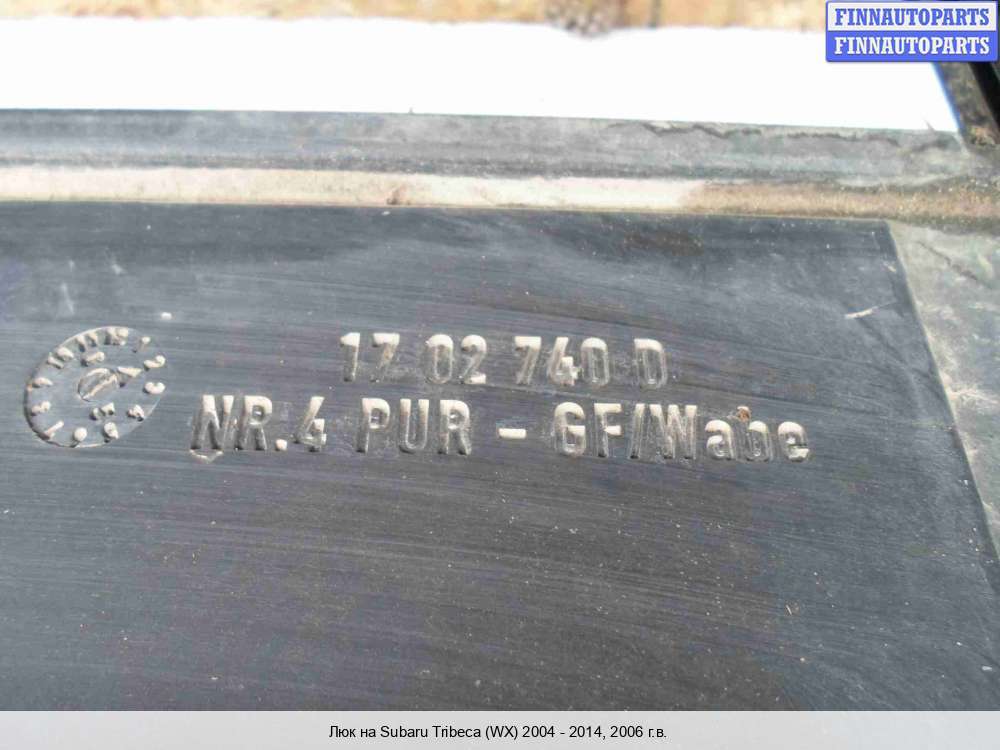 FINNAUTOPARTS
FINNAUTOPARTS
17 02 740 D
NR.4 PUR - GF/Wabe
Люк на Subaru Tribeca (WX) 2004 - 2014, 2006 г.в.